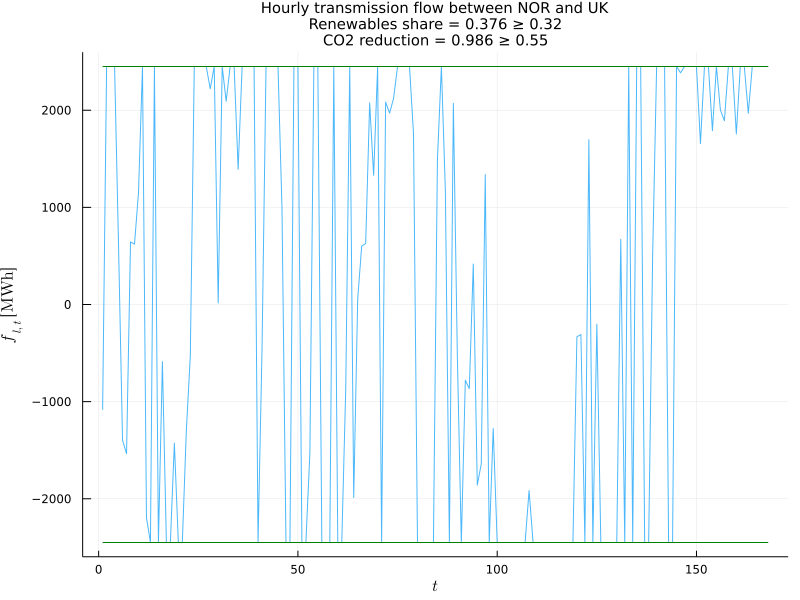 Hourly transmission flow between NOR and UK
Renewables share = 0.376 ≥ 0.32
CO2 reduction = 0.986 ≥ 0.55
2000
1000
0
−1000
−2000
f_{l,t} [MWh]
0 50 100 150
t